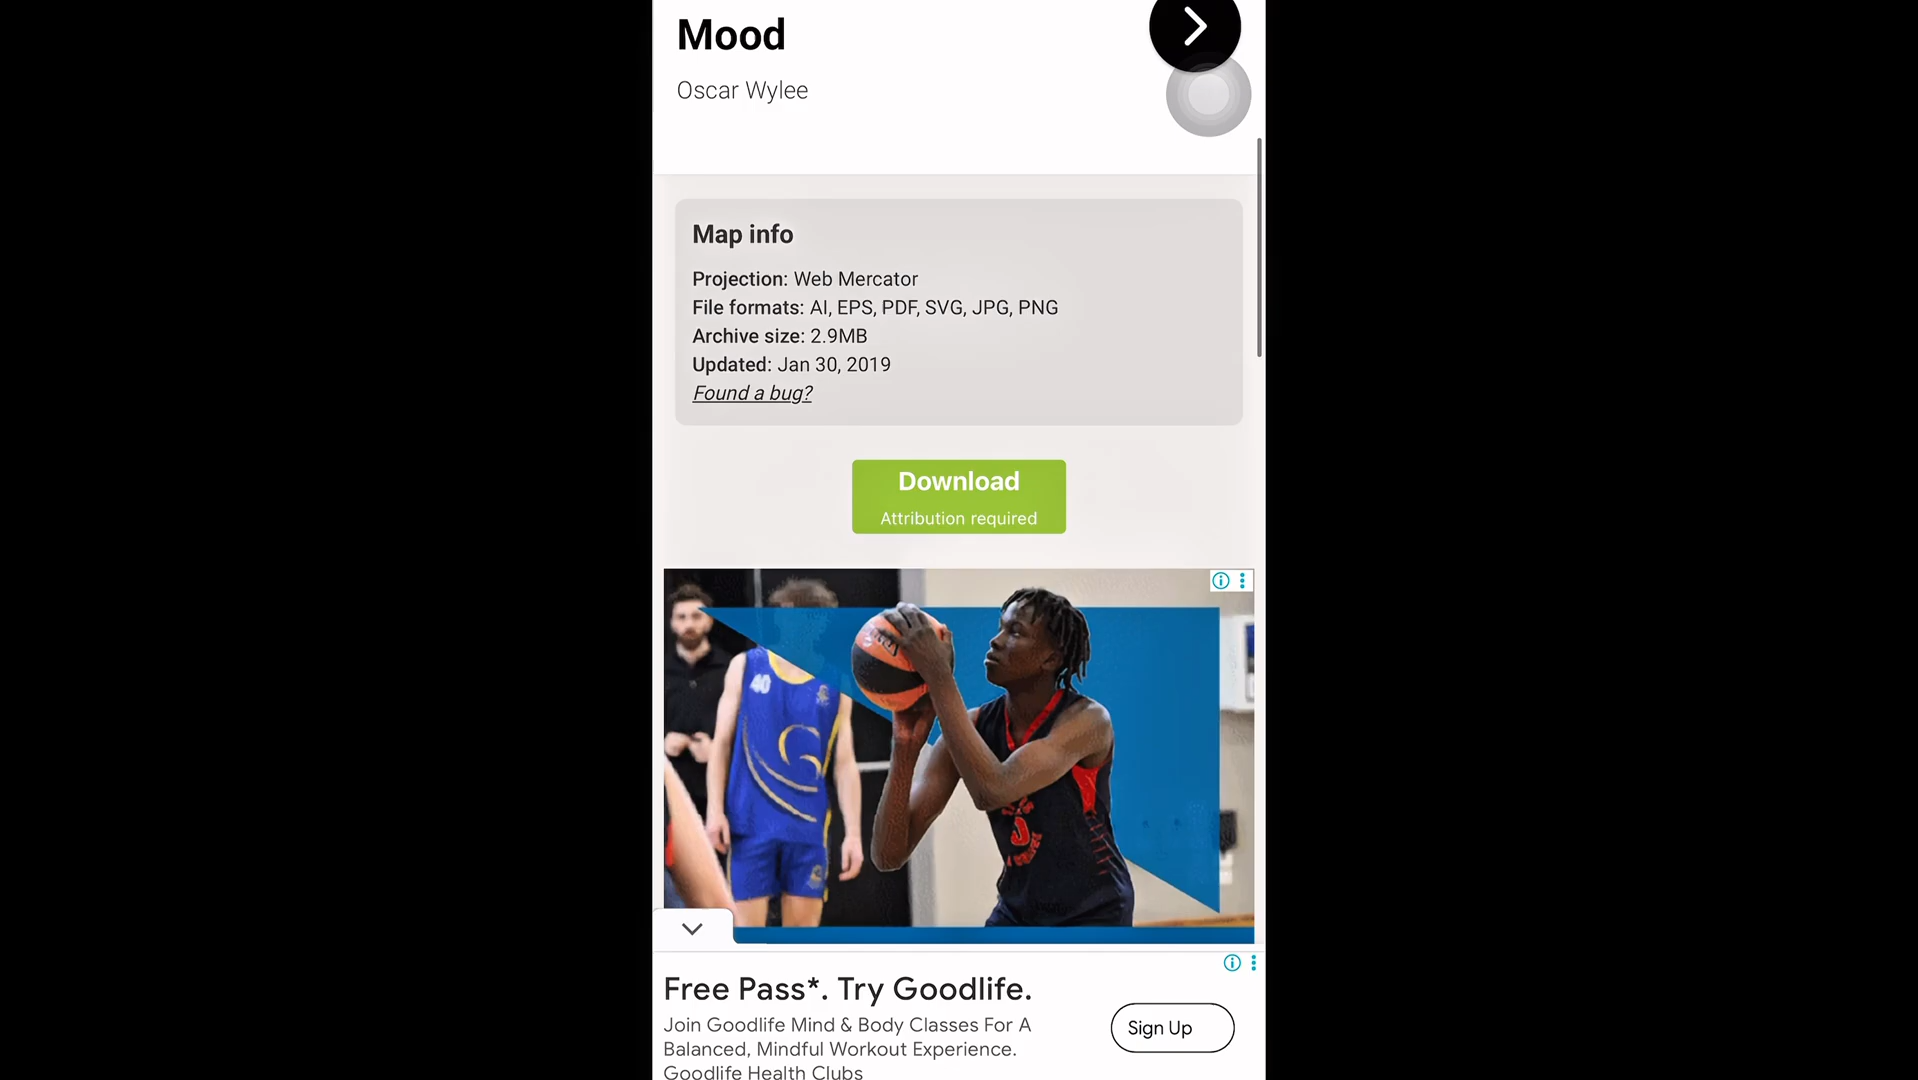 Mood
Oscar Wylee
Map info
Projection: Web Mercator
File formats: AI, EPS, PDF, SVG, JPG, PNG
Archive size: 2.9MB
Updated: Jan 30, 2019
Found a bug?
Download
Attribution required
40
Free Pass*. Try Goodlife.
Join Goodlife Mind & Body Classes For A
Balanced, Mindful Workout Experience.
Goodlife Health Clubs
Sign Up